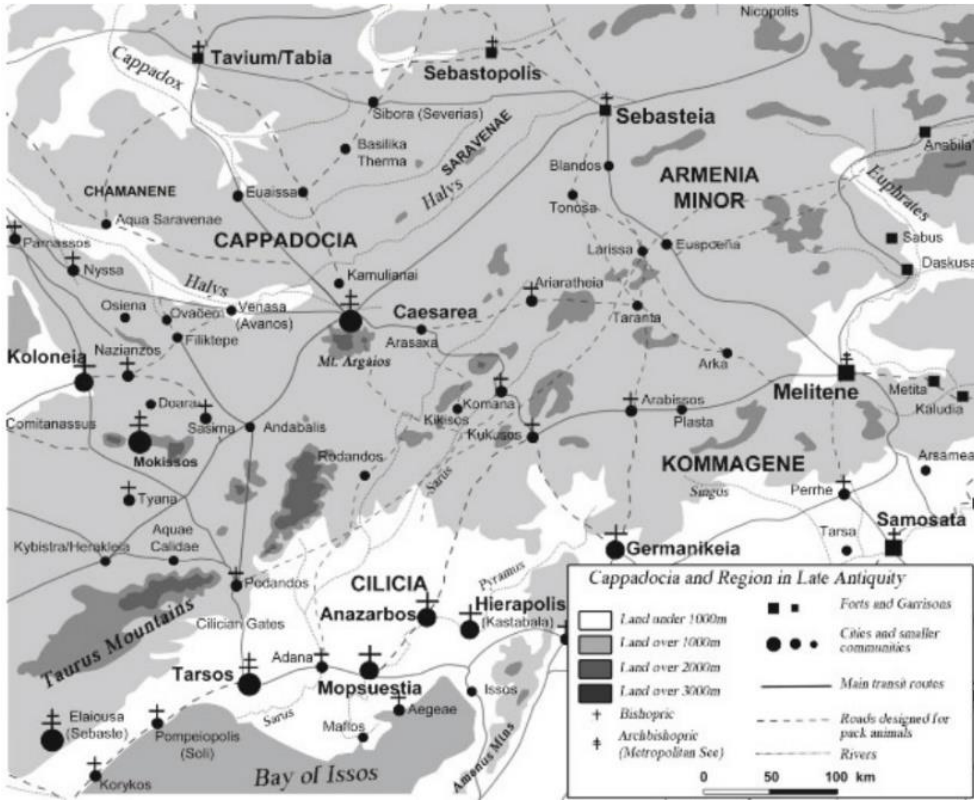 Nicopolis
Tavium/Tabia
Sebastopolis
Cappadox
Sibora (Severias)
Sebasteia
Basilika
Therma
SARAVENAE
Blandos
ARMENIA
MINOR
Euphrates
CHAMANENE
Euaissa
Halys
Tonosa
Aqua Saravenae
CAPPADOCIA
Larissa
Sabus
Parnassos
Nyssa
Daskusa
Halys
Kamulianai
Ariaratheia
Osiena
Venasa
(Avanos)
Caesarea
Taranta
Filiktepe
Koloneia
Nazianzos
Mt. Argaios
Arasaxa
Arka
Melitene
Metita
Kaludia
Comitanassus
Doara
Sasima
Andabalis
Komana
Kikisos
Kukusos
Arabissos
Plasta
Mokissos
Rodandos
Sarus
KOMMAGENE
Arsamea
Tyana
Singos
Perrhe
Aquae
Calidae
Kybistra/Herakleia
Tarsa
Samosata
Germanikeia
Podandos
CILICIA
Pyramus
Anazarbos
Hierapolis
(Kastabala)
Taurus Mountains
Cilician Gates
Tarsos
Adana
Mopsuestia
Issos
Elaiousa
(Sebaste)
Pompeiopolis
(Soli)
Sarus
Mallos
Aegeae
Korykos
Bay of Issos
Amanus Mtns
Cappadocia and Region in Late Antiquity
Land under 1000m
Land over 1000m
Land over 2000m
Land over 3000m
Bishopric
Archbishopric
(Metropolitan See)
Forts and Garrisons
Cities and smaller
communities
Main transit routes
Roads designed for
pack animals
Rivers
0 50 100 km